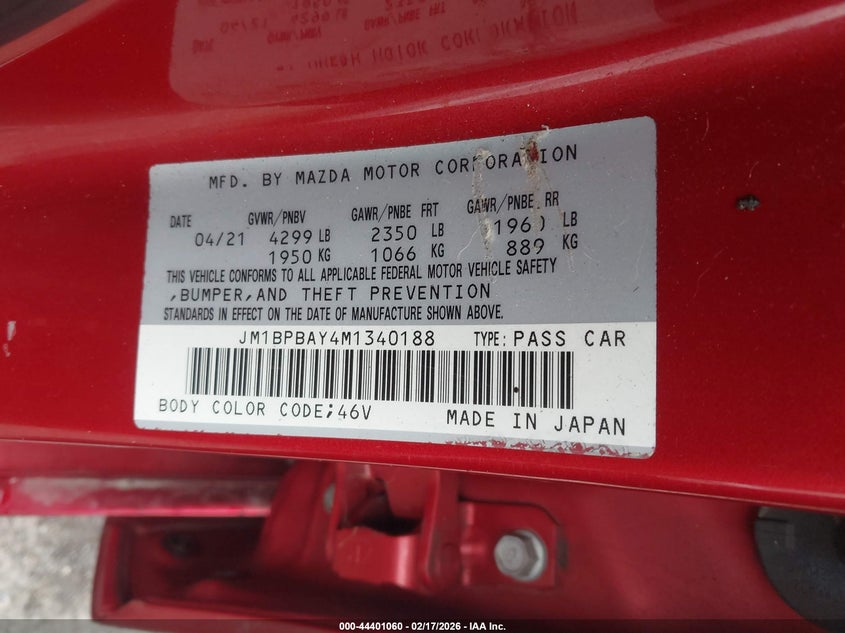 MFD. BY MAZDA MOTOR CORPORATION
DATE GVWR/PNBV GAWR/PNBE FRT GAWR/PNBE RR
04/21 4299 LB 2350 LB 1960 LB
1950 KG 1066 KG 889 KG
THIS VEHICLE CONFORMS TO ALL APPLICABLE FEDERAL MOTOR VEHICLE SAFETY
,BUMPER,AND THEFT PREVENTION
STANDARDS IN EFFECT ON THE DATE OF MANUFACTURE SHOWN ABOVE.
JM1BPBAY4M1340188 TYPE: PASS CAR
BODY COLOR CODE;46V MADE IN JAPAN
000-44401060 - 02/17/2026 - IAA Inc.